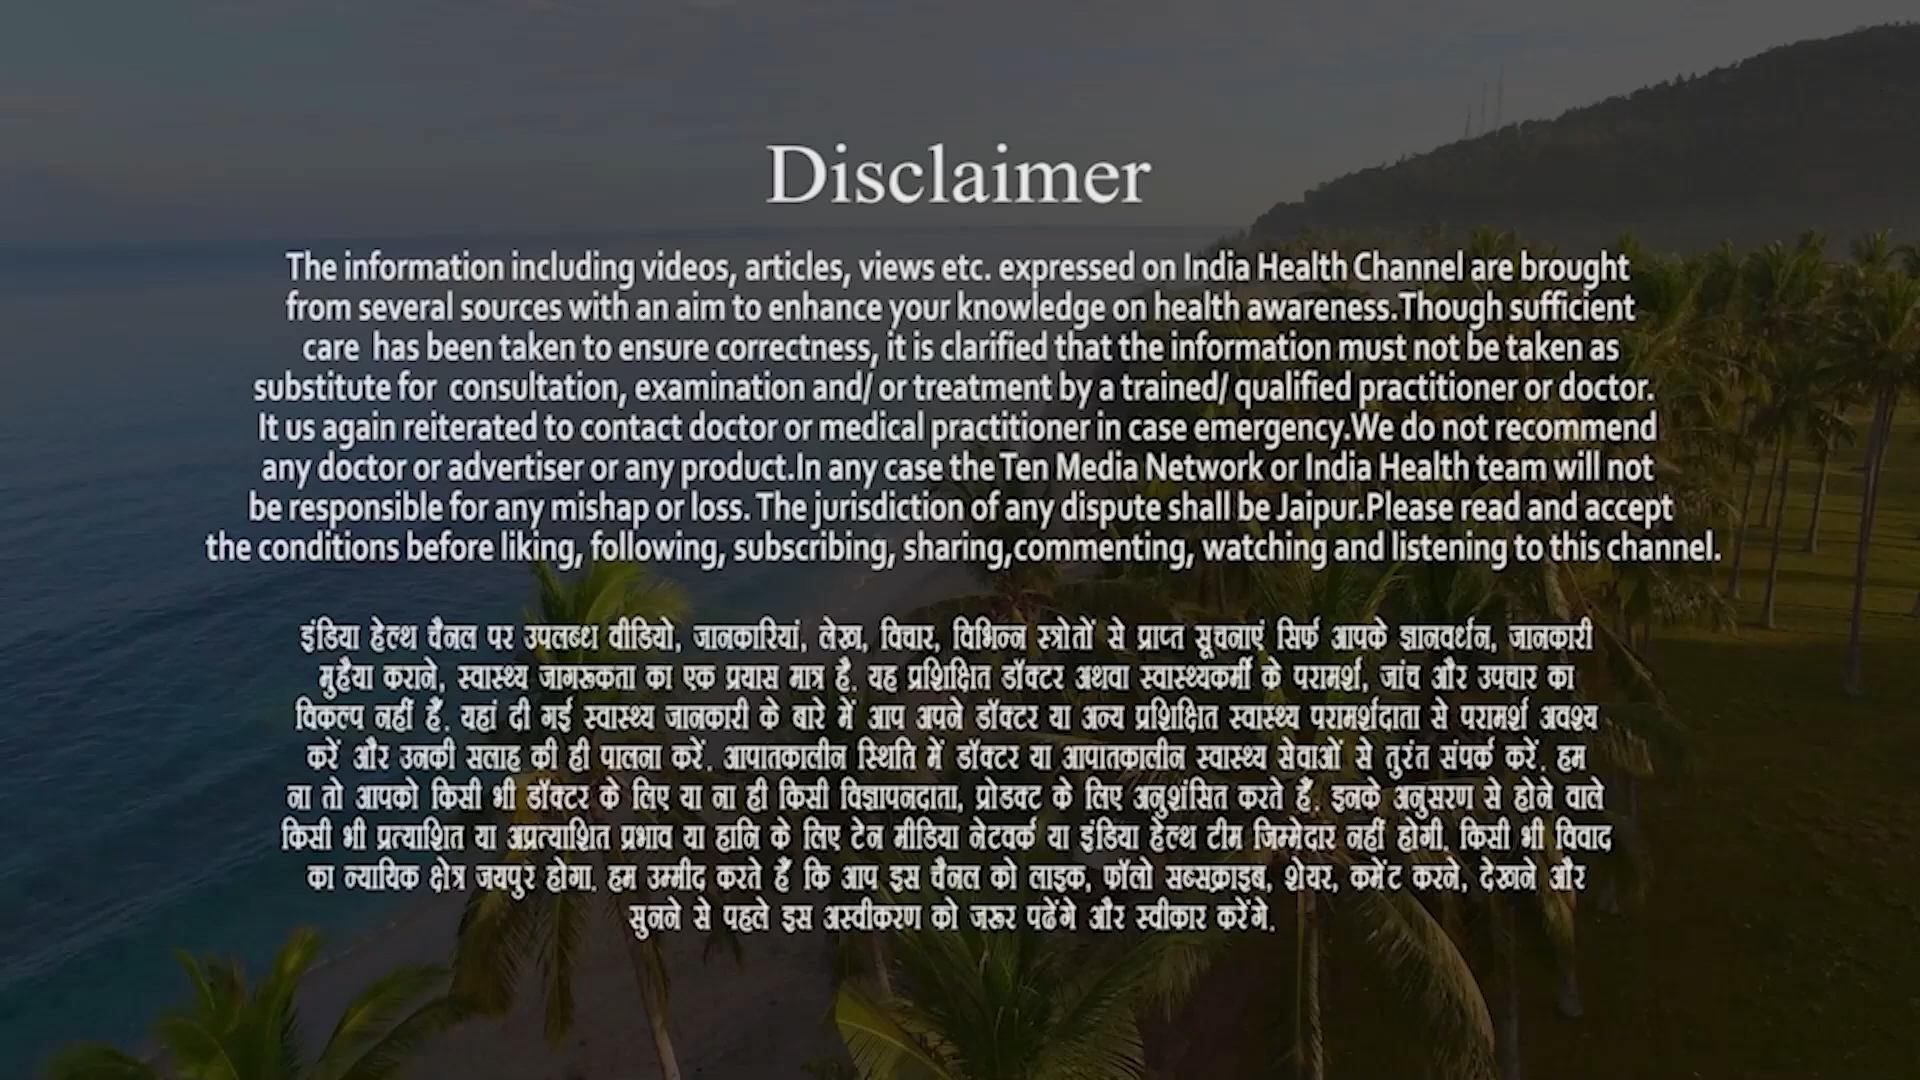 Disclaimer
The information including videos, articles, views etc. expressed on India Health Channel are brought
from several sources with an aim to enhance your knowledge on health awareness.Though sufficient
care has been taken to ensure correctness, it is clarified that the information must not be taken as
substitute for consultation, examination and/ or treatment by a trained/ qualified practitioner or doctor.
It us again reiterated to contact doctor or medical practitioner in case emergency.We do not recommend
any doctor or advertiser or any product.In any case the Ten Media Network or India Health team will not
be responsible for any mishap or loss. The jurisdiction of any dispute shall be Jaipur.Please read and accept
the conditions before liking, following, subscribing, sharing,commenting, watching and listening to this channel.
इंडिया हेल्थ चैनल पर उपलब्ध वीडियो, जानकारियां, लेख, विचार, विभिन्न स्त्रोतों से प्राप्त सूचनाएं सिर्फ आपके ज्ञानवर्धन, जानकारी
मुहैया कराने, स्वास्थ्य जागरूकता का एक प्रयास मात्र है. यह प्रशिक्षित डॉक्टर अथवा स्वास्थ्यकर्मी के परामर्श, जांच और उपचार का
विकल्प नहीं हैं. यहां दी गई स्वास्थ्य जानकारी के बारे में आप अपने डॉक्टर या अन्य प्रशिक्षित स्वास्थ्य परामर्शदाता से परामर्श अवश्य
करें और उनकी सलाह की ही पालना करें. आपातकालीन स्थिति में डॉक्टर या आपातकालीन स्वास्थ्य सेवाओं से तुरंत संपर्क करें. हम
ना तो आपको किसी भी डॉक्टर के लिए या ना ही किसी विज्ञापनदाता, प्रोडक्ट के लिए अनुशंसित करते हैं. इनके अनुसरण से होने वाले
किसी भी प्रत्याशित या अप्रत्याशित प्रभाव या हानि के लिए टेन मीडिया नेटवर्क या इंडिया हेल्थ टीम जिम्मेदार नहीं होगी. किसी भी विवाद
का न्यायिक क्षेत्र जयपुर होगा. हम उम्मीद करते हैं कि आप इस चैनल को लाइक, फॉलो सब्सक्राइब, शेयर, कमेंट करने, देखने और
सुनने से पहले इस अस्वीकरण को जरूर पढेंगे और स्वीकार करेंगे.